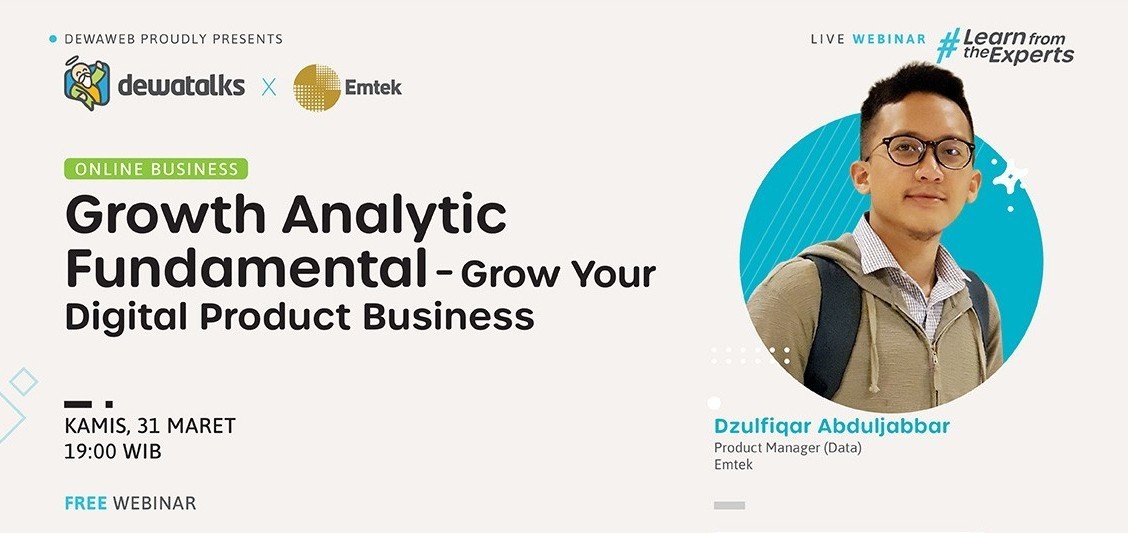 DEWAWEB PROUDLY PRESENTS
dewatalks X Emtek
LIVE WEBINAR #Learn from
the Experts
ONLINE BUSINESS
Growth Analytic
Fundamental - Grow Your
Digital Product Business
KAMIS, 31 MARET
19:00 WIB
FREE WEBINAR
Dzulfiqar Abduljabbar
Product Manager (Data)
Emtek